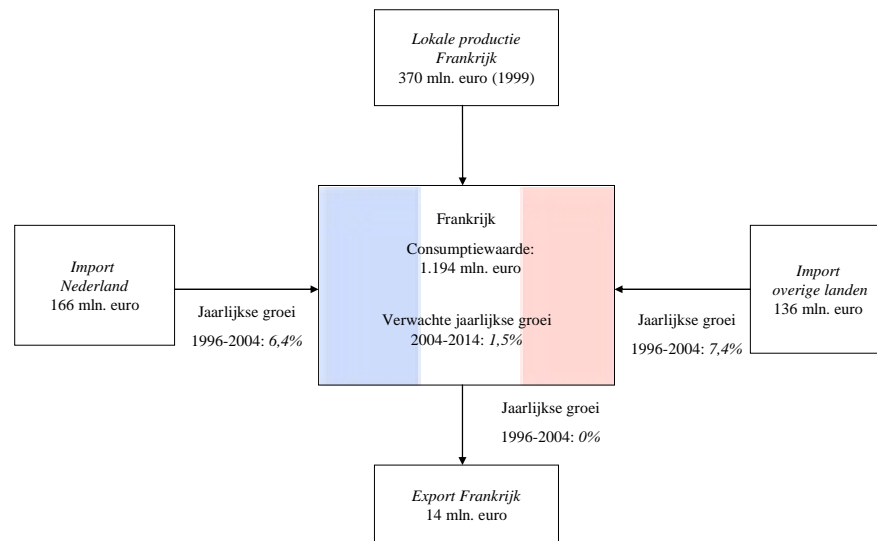 Lokale productie
Frankrijk
370 mln. euro (1999)
Frankrijk
Consumptiewaarde:
1.194 mln. euro
Verwachte jaarlijkse groei
2004-2014: 1,5%
Import
Nederland
166 mln. euro
Jaarlijkse groei
1996-2004: 6,4%
Import
overige landen
136 mln. euro
Jaarlijkse groei
1996-2004: 7,4%
Jaarlijkse groei
1996-2004: 0%
Export Frankrijk
14 mln. euro